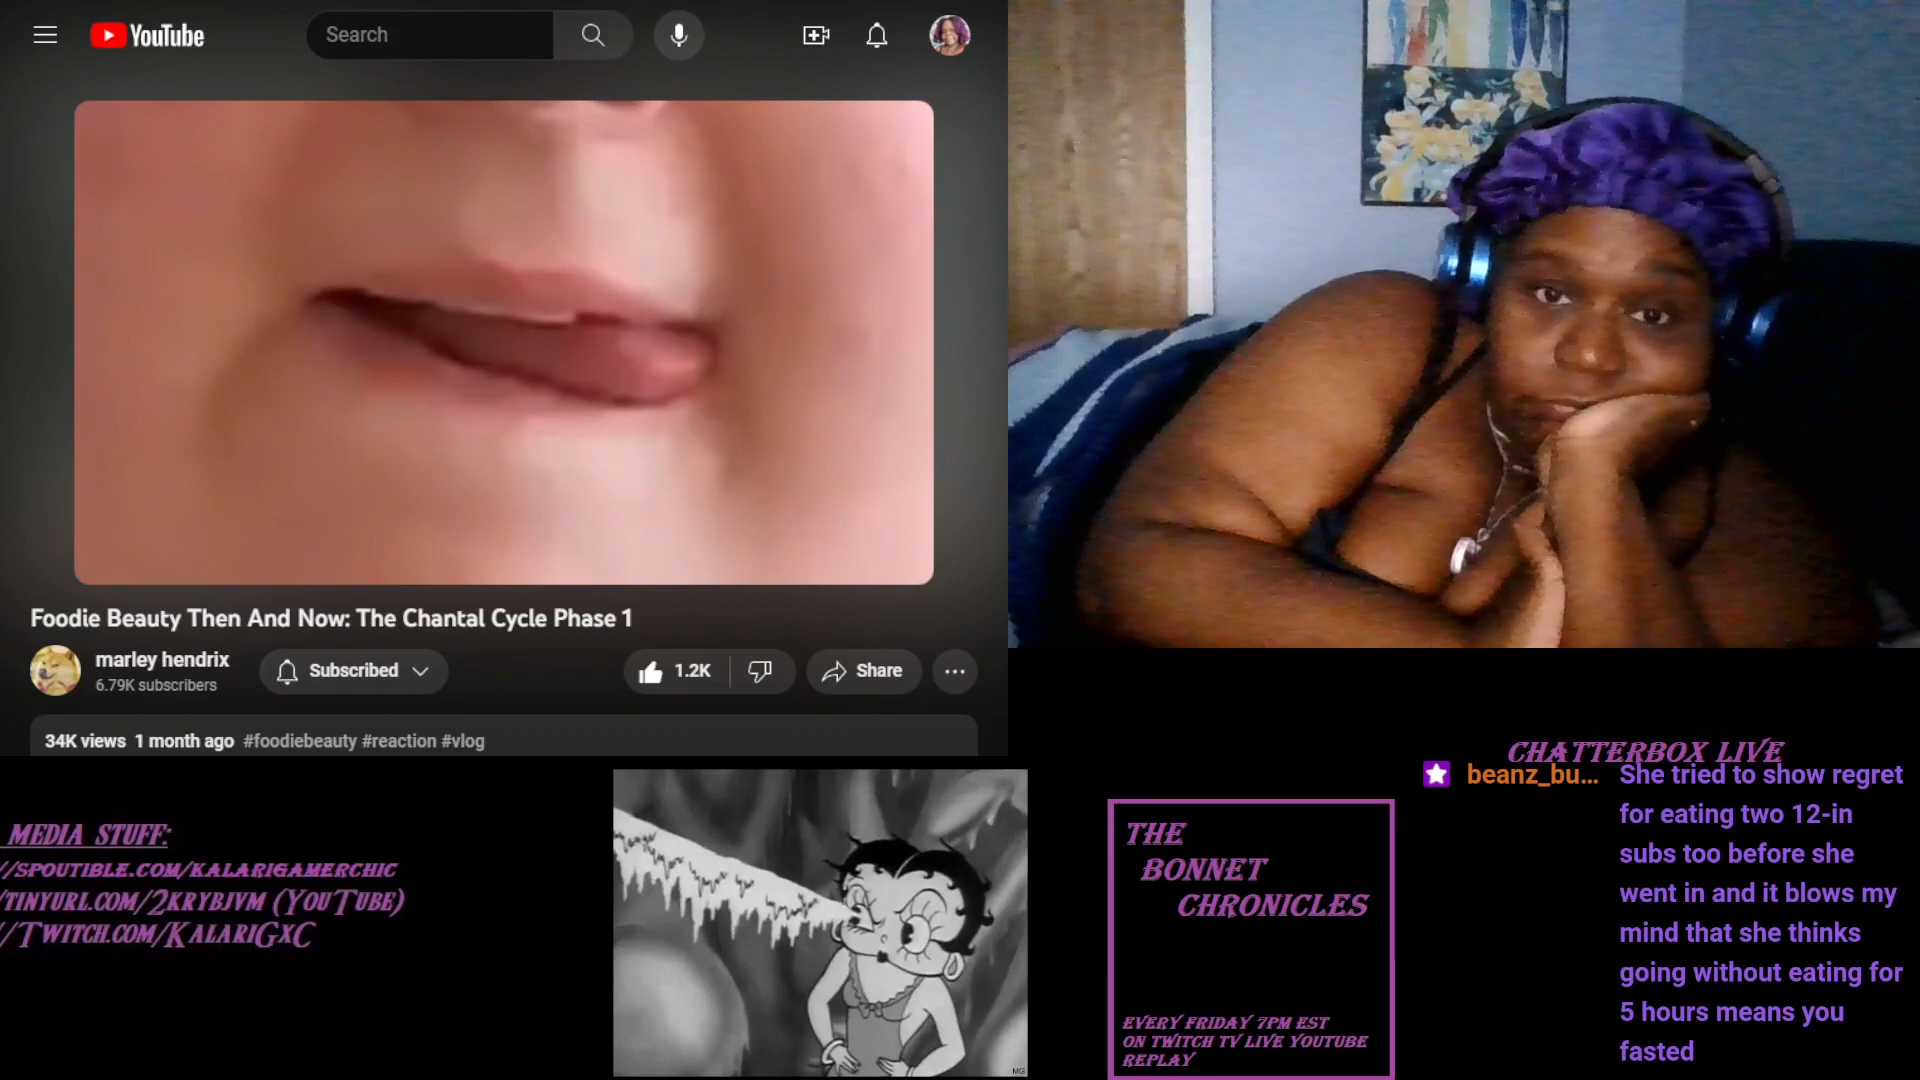 YouTube
Search
Foodie Beauty Then And Now: The Chantal Cycle Phase 1
marley hendrix
6.79K subscribers
Subscribed
1.2K
Share
34K views 1 month ago #foodiebeauty #reaction #vlog
MEDIA STUFF:
//SPOUTIBLE.COM/KALARIGAMERCHIC
/TINYURL.COM/2KRYBJVM (YOUTUBE)
//TWITCH.COM/KALARIGXC
MG
THE
BONNET
CHRONICLES
EVERY FRIDAY 7PM EST
ON TWITCH TV LIVE YOUTUBE
REPLAY
CHATTERBOX LIVE
beanz_bu... She tried to show regret
for eating two 12-in
subs too before she
went in and it blows my
mind that she thinks
going without eating for
5 hours means you
fasted